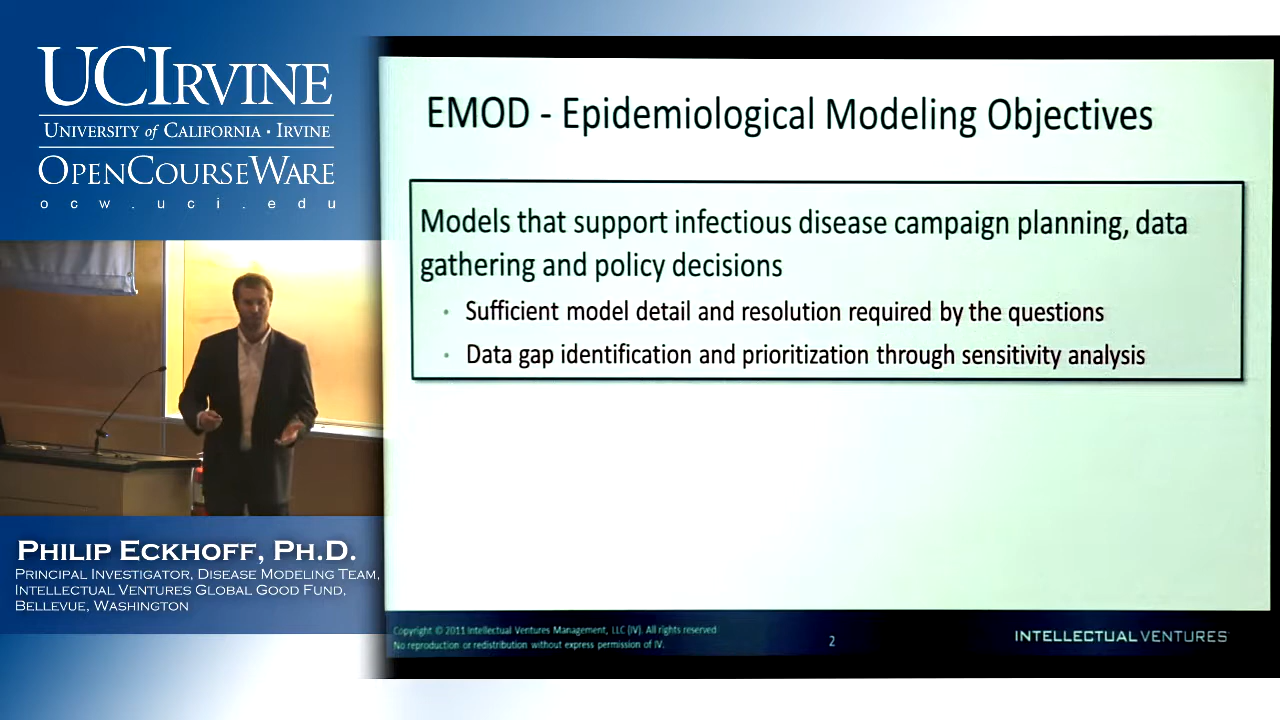 UCIRVINE
UNIVERSITY of CALIFORNIA · IRVINE
OPENCOURSEWARE
ocw.uci.edu
EMOD - Epidemiological Modeling Objectives
Models that support infectious disease campaign planning, data
gathering and policy decisions
· Sufficient model detail and resolution required by the questions
· Data gap identification and prioritization through sensitivity analysis
PHILIP ECKHOFF, PH.D.
PRINCIPAL INVESTIGATOR, DISEASE MODELING TEAM,
INTELLECTUAL VENTURES GLOBAL GOOD FUND,
BELLEVUE, WASHINGTON
Copyright © 2011 Intellectual Ventures Management, LLC (IV). All rights reserved
No reproduction or redistribution without express permission of IV.
2
INTELLECTUAL VENTURES